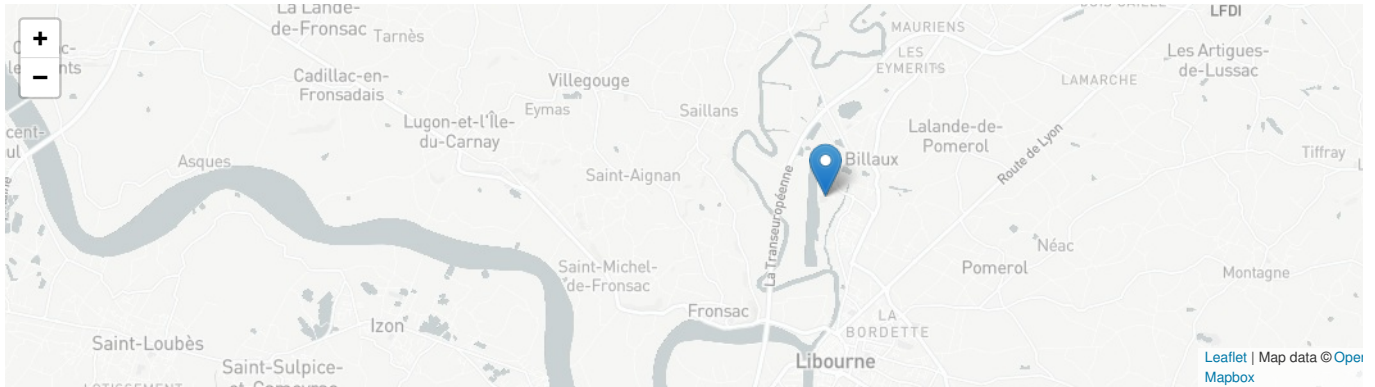 +
−
La Lande-
de-Fronsac
Tarnès
Cadillac-en-
Fronsadais
Villegouge
Eymas
Lugon-et-l'Île-
du-Carnay
Saillans
Asques
Saint-Aignan
MAURIENS
LES
EYMERITS
LFDI
Les Artigues-
de-Lussac
LAMARCHE
Lalande-de-
Pomerol
Billaux
Route de Lyon
Tiffray
La Transeuropéenne
Néac
Pomerol
Montagne
Saint-Michel-
de-Fronsac
Fronsac
LA
BORDETTE
Izon
Saint-Loubès
Saint-Sulpice-
Libourne
Leaflet | Map data © Open
Mapbox